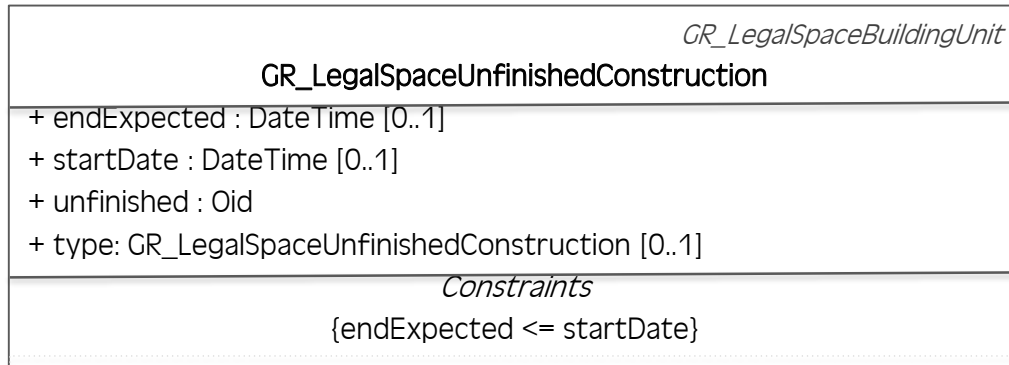 GR_LegalSpaceBuildingUnit
GR_LegalSpaceUnfinishedConstruction
+ endExpected : DateTime [0..1]
+ startDate : DateTime [0..1]
+ unfinished : Oid
+ type: GR_LegalSpaceUnfinishedConstruction [0..1]
Constraints
{endExpected <= startDate}